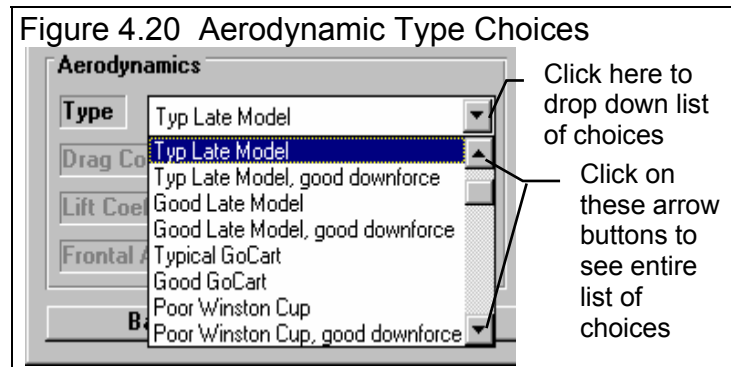 Figure 4.20  Aerodynamic Type Choices
Aerodynamics
Type
Typ Late Model
Drag Co
Lift Coef
Frontal
Typ Late Model
Typ Late Model, good downforce
Good Late Model
Good Late Model, good downforce
Typical GoCart
Good GoCart
Poor Winston Cup
Poor Winston Cup, good downforce
Click here to
drop down list
of choices
Click on
these arrow
buttons to
see entire
list of
choices